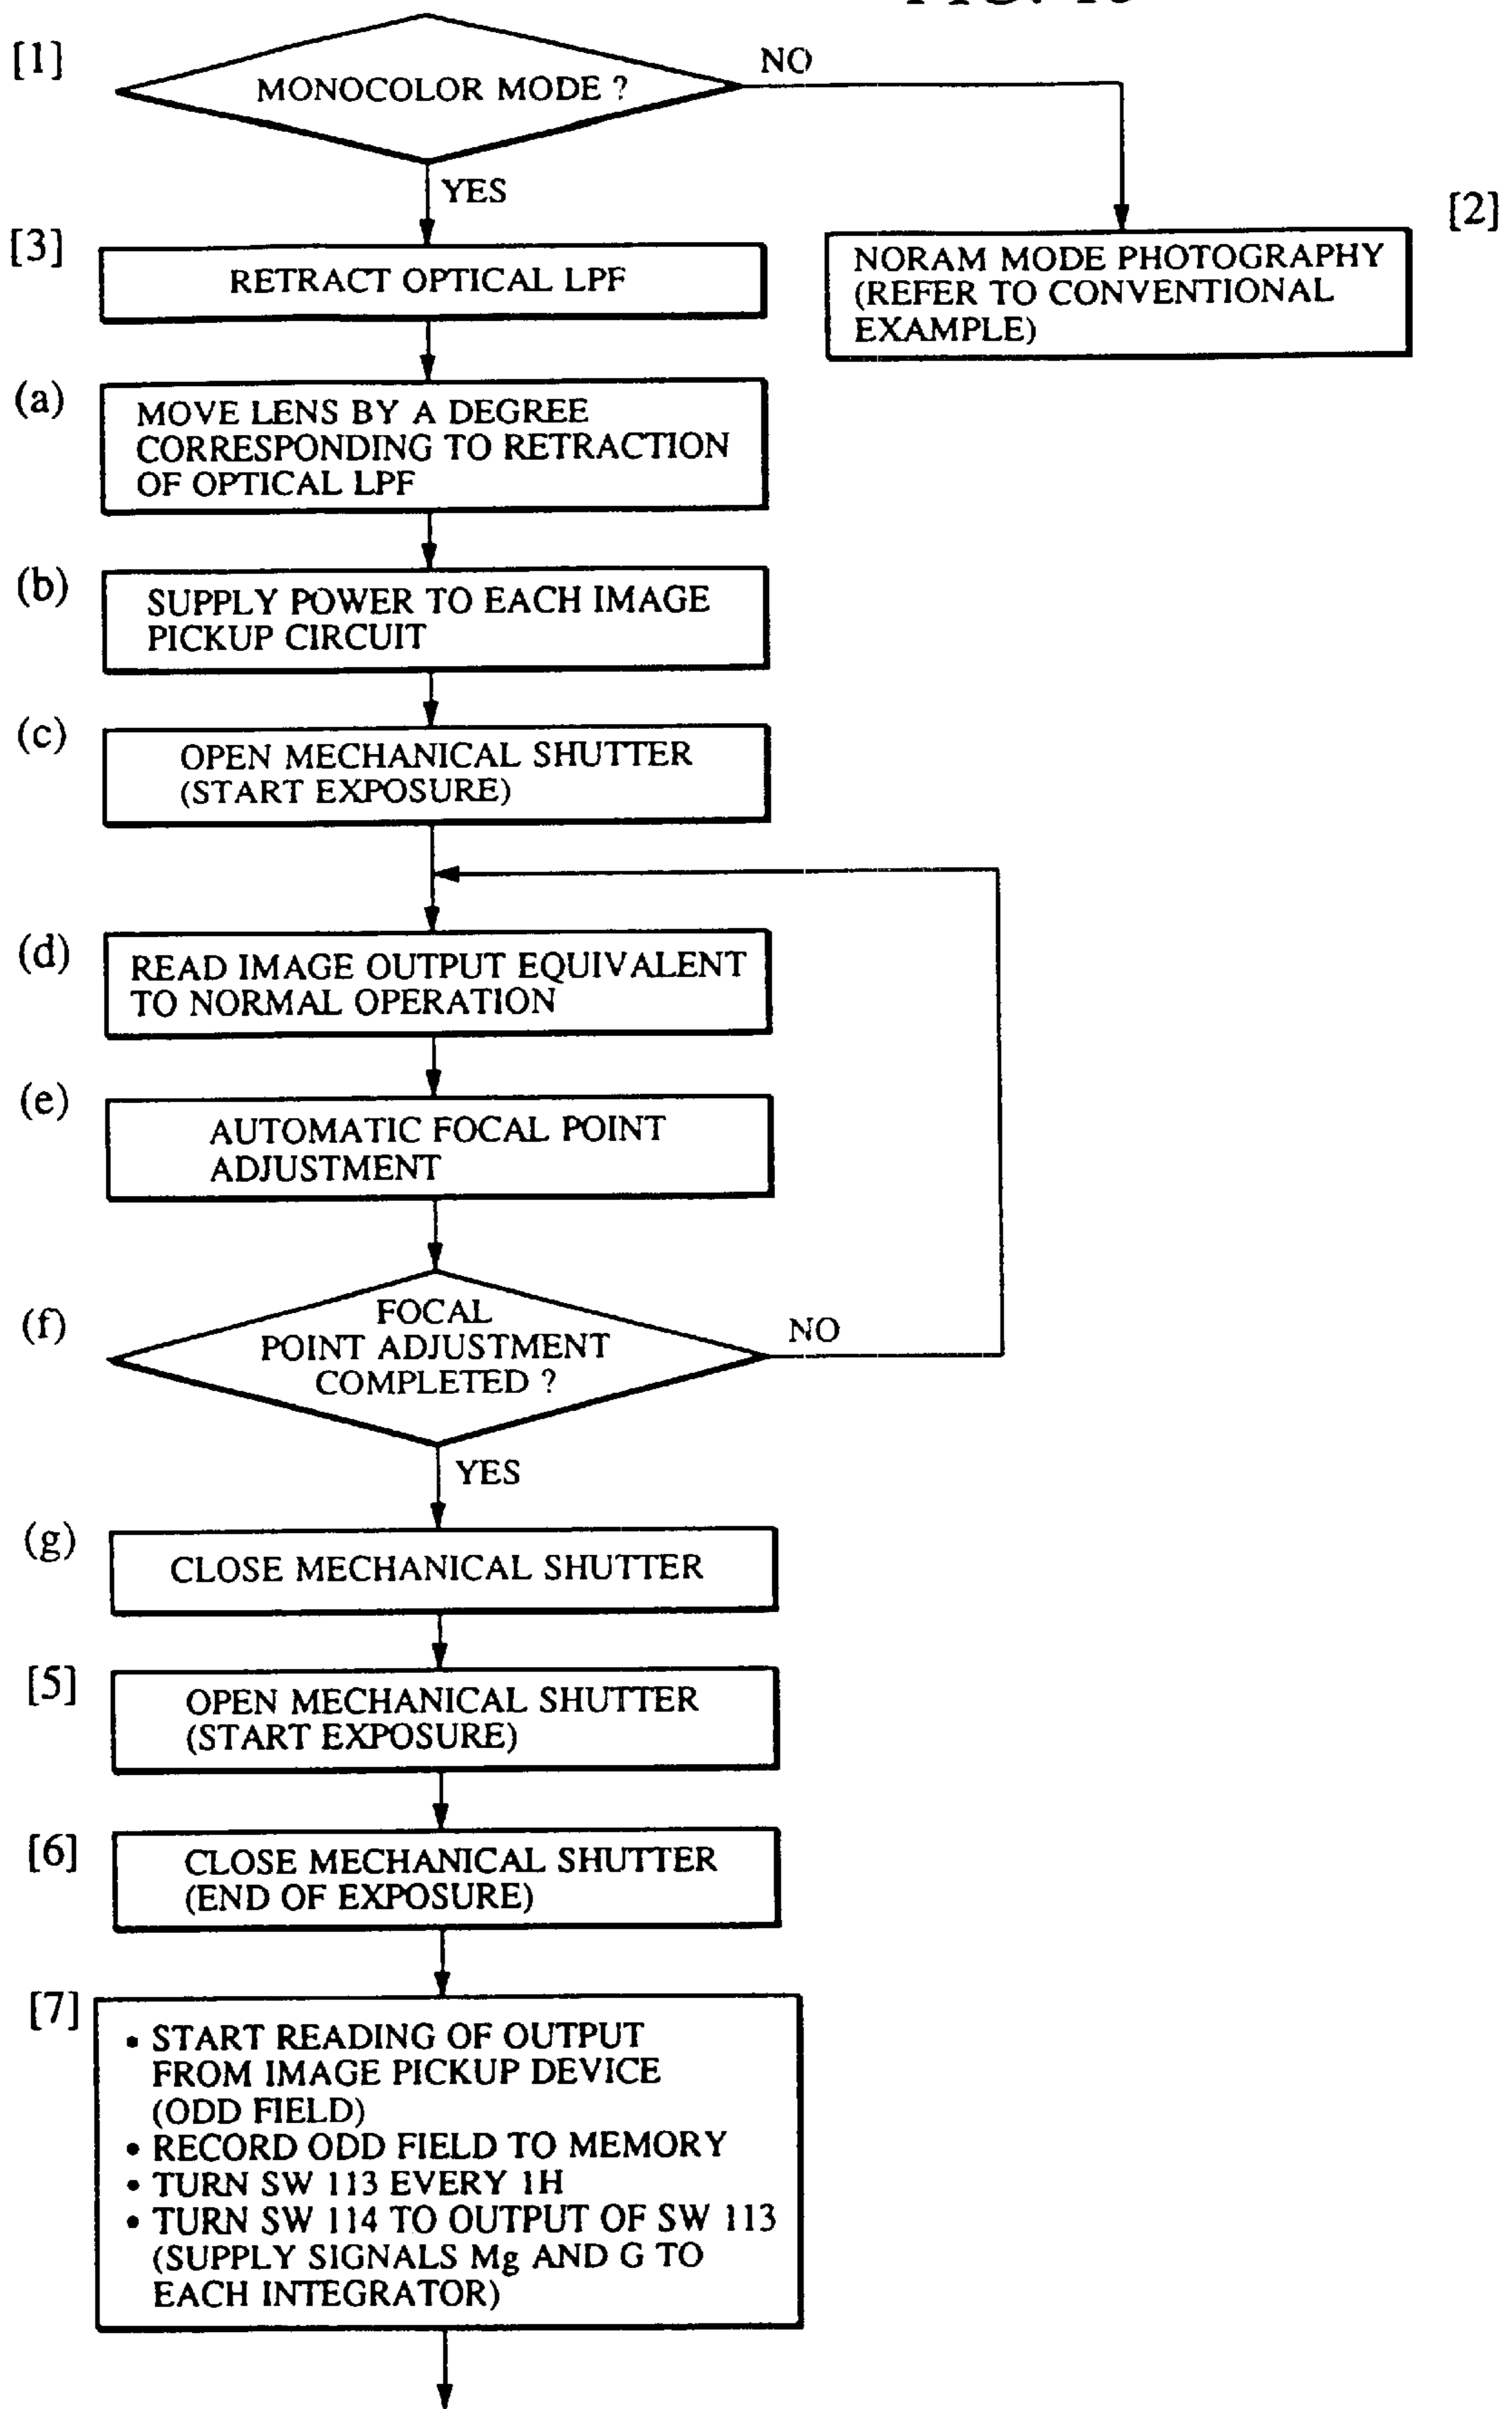 [1]
MONOCOLOR MODE ?
NO
YES
[2]
NORAM MODE PHOTOGRAPHY
(REFER TO CONVENTIONAL
EXAMPLE)
[3]
RETRACT OPTICAL LPF
(a)
MOVE LENS BY A DEGREE
CORRESPONDING TO RETRACTION
OF OPTICAL LPF
(b)
SUPPLY POWER TO EACH IMAGE
PICKUP CIRCUIT
(c)
OPEN MECHANICAL SHUTTER
(START EXPOSURE)
(d)
READ IMAGE OUTPUT EQUIVALENT
TO NORMAL OPERATION
(e)
AUTOMATIC FOCAL POINT
ADJUSTMENT
(f)
FOCAL
POINT ADJUSTMENT
COMPLETED ?
NO
YES
(g)
CLOSE MECHANICAL SHUTTER
[5]
OPEN MECHANICAL SHUTTER
(START EXPOSURE)
[6]
CLOSE MECHANICAL SHUTTER
(END OF EXPOSURE)
[7]
• START READING OF OUTPUT
FROM IMAGE PICKUP DEVICE
(ODD FIELD)
• RECORD ODD FIELD TO MEMORY
• TURN SW 113 EVERY 1H
• TURN SW 114 TO OUTPUT OF SW 113
(SUPPLY SIGNALS Mg AND G TO
EACH INTEGRATOR)